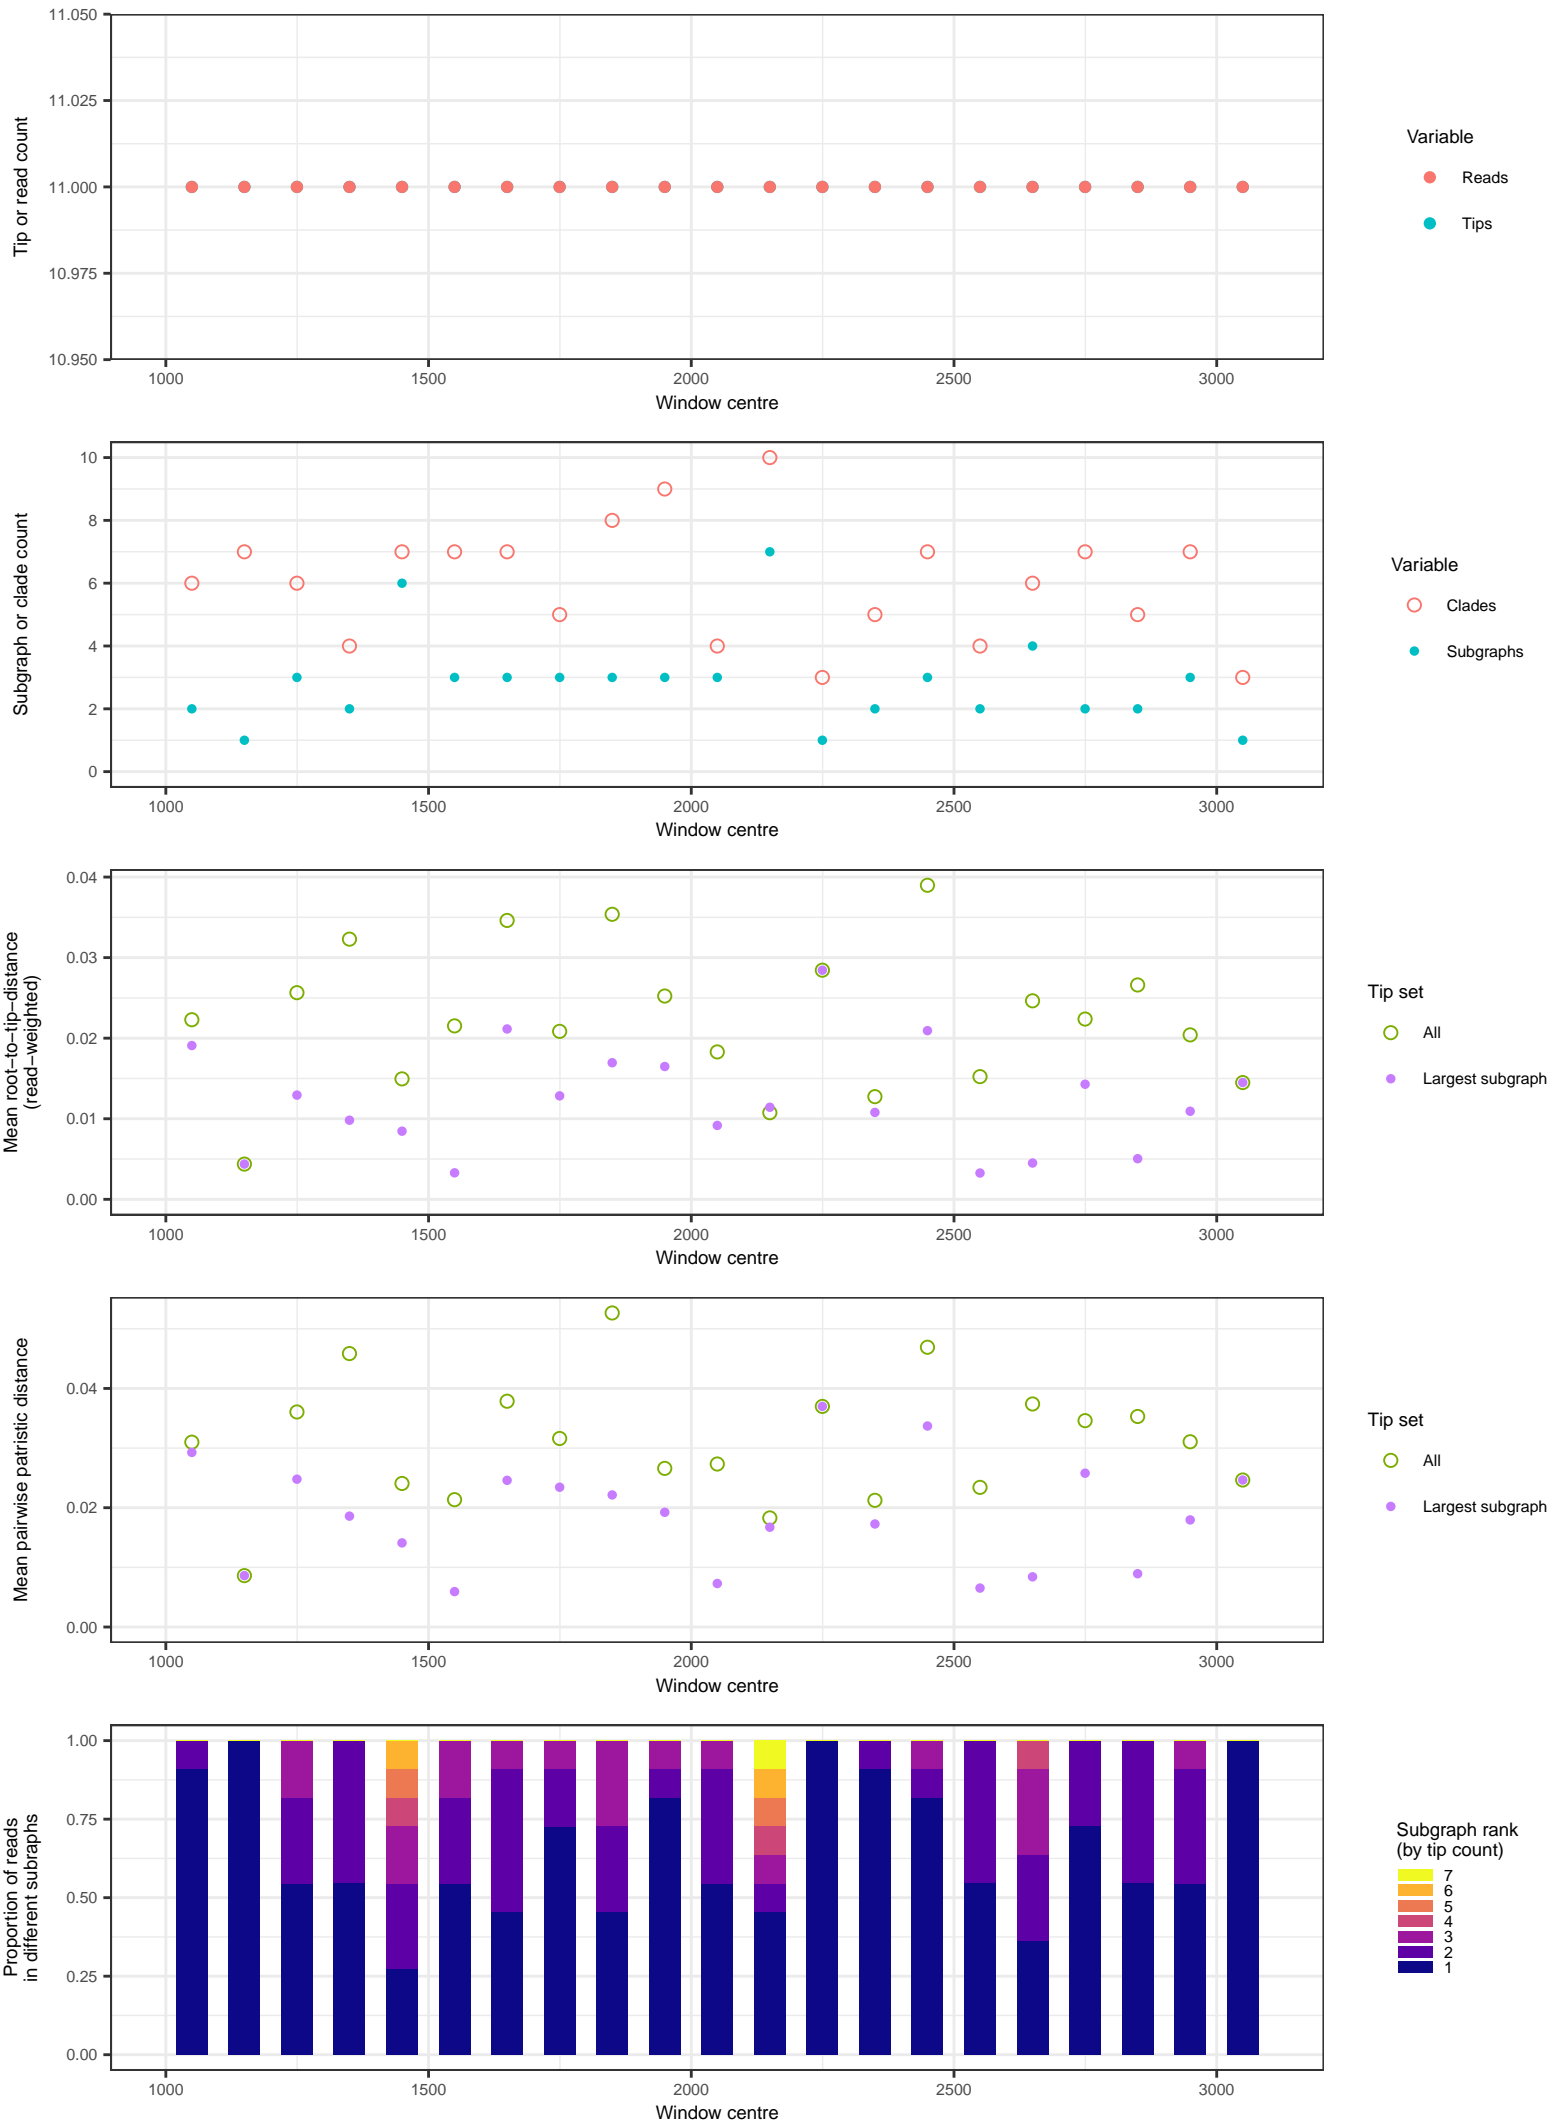 11.050
11.025
11.000
10.975
10.950
Tip or read count
1000 1500 2000 2500 3000
Window centre
Variable
Reads
Tips
10
8
6
4
2
0
Subgraph or clade count
1000 1500 2000 2500 3000
Window centre
Variable
Clades
Subgraphs
0.04
0.03
0.02
0.01
0.00
Mean root−to−tip−distance
(read−weighted)
1000 1500 2000 2500 3000
Window centre
Tip set
All
Largest subgraph
0.04
0.02
0.00
Mean pairwise patristic distance
1000 1500 2000 2500 3000
Window centre
Tip set
All
Largest subgraph
1.00
0.75
0.50
0.25
0.00
Proportion of reads
in different subraphs
1000 1500 2000 2500 3000
Window centre
Subgraph rank
(by tip count)
7
6
5
4
3
2
1